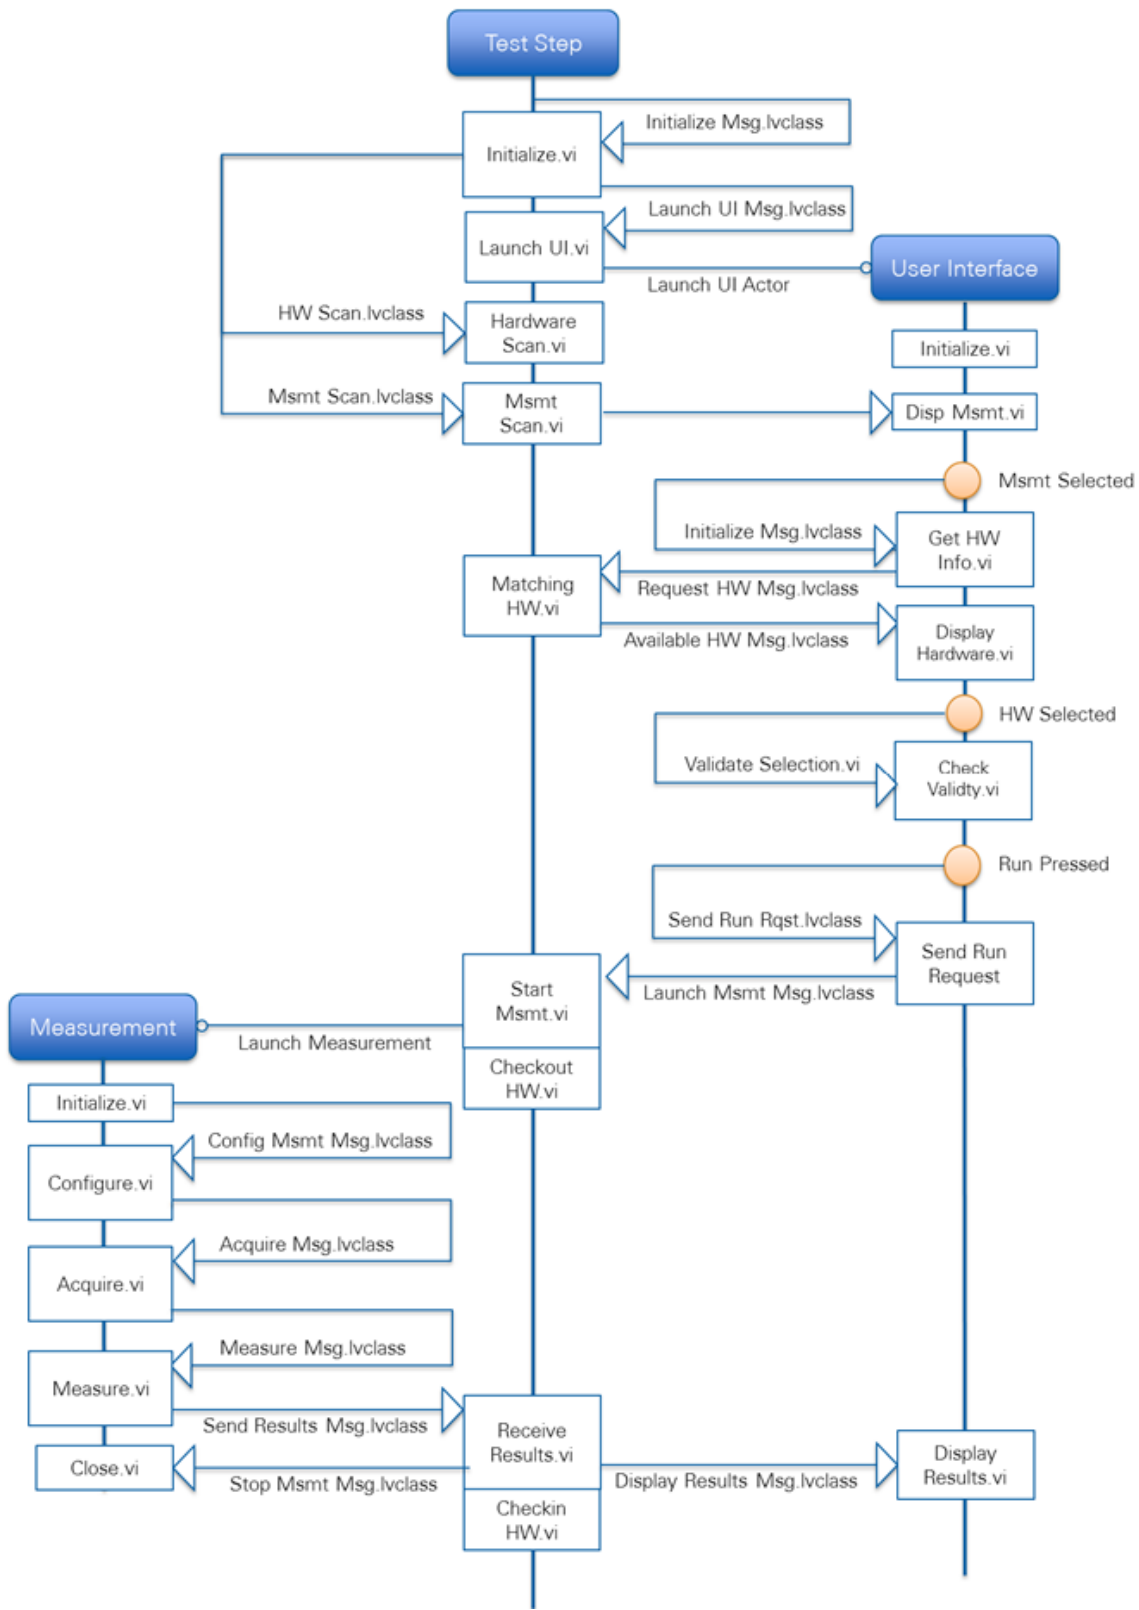 Test Step
Initialize Msg.lvclass
Initialize.vi
Launch UI Msg.lvclass
Launch UI.vi
User Interface
Launch UI Actor
HW Scan.lvclass
Hardware
Scan.vi
Initialize.vi
Msmt Scan.lvclass
Msmt
Scan.vi
Disp Msmt.vi
Msmt Selected
Initialize Msg.lvclass
Get HW
Info.vi
Matching
HW.vi
Request HW Msg.lvclass
Available HW Msg.lvclass
Display
Hardware.vi
HW Selected
Validate Selection.vi
Check
Validty.vi
Run Pressed
Send Run Rqst.lvclass
Send Run
Request
Start
Msmt.vi
Launch Msmt Msg.lvclass
Measurement
Launch Measurement
Checkout
HW.vi
Initialize.vi
Config Msmt Msg.lvclass
Configure.vi
Acquire Msg.lvclass
Acquire.vi
Measure Msg.lvclass
Measure.vi
Send Results Msg.lvclass
Receive
Results.vi
Close.vi
Stop Msmt Msg.lvclass
Display Results Msg.lvclass
Display
Results.vi
Checkin
HW.vi